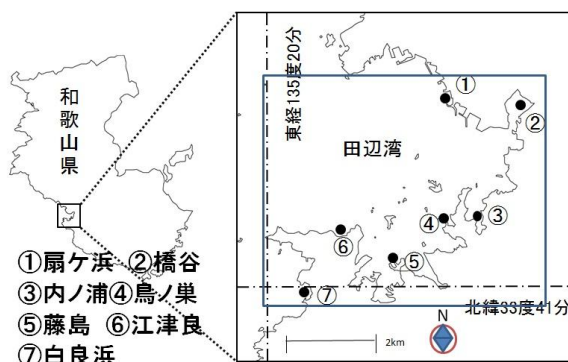 和歌山県
東経135度20分
田辺湾
①
②
③
④
⑤
⑥
⑦
①扇ケ浜 ②橋谷
③内ノ浦④鳥ノ巣
⑤藤島 ⑥江津良
⑦白良浜
北緯33度41分
2km
N